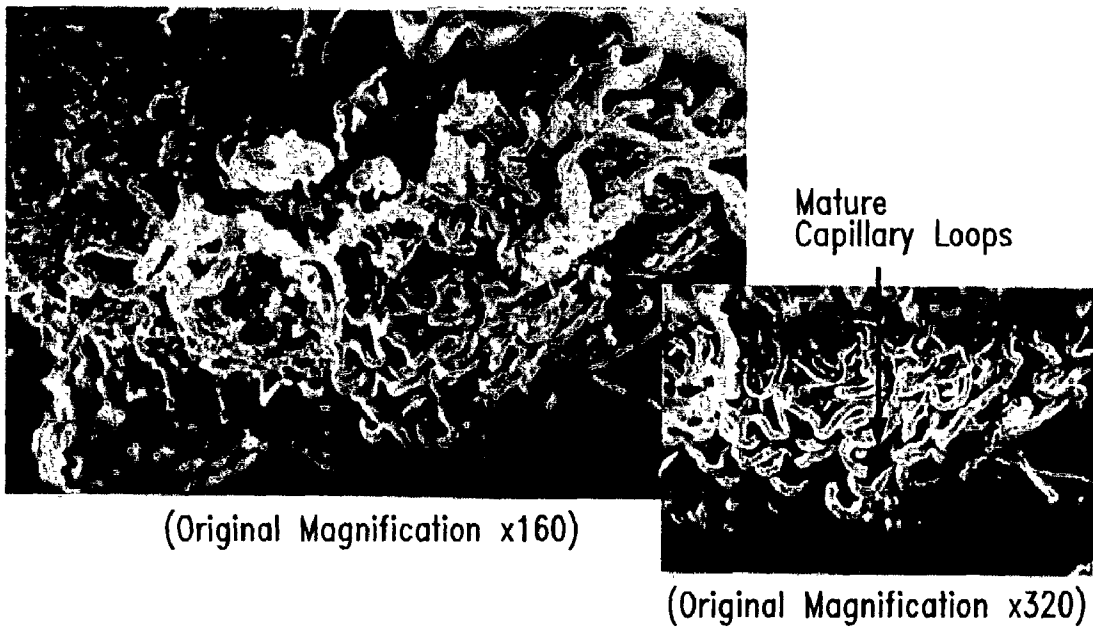 Mature
Capillary Loops
(Original Magnification x160)
(Original Magnification x320)